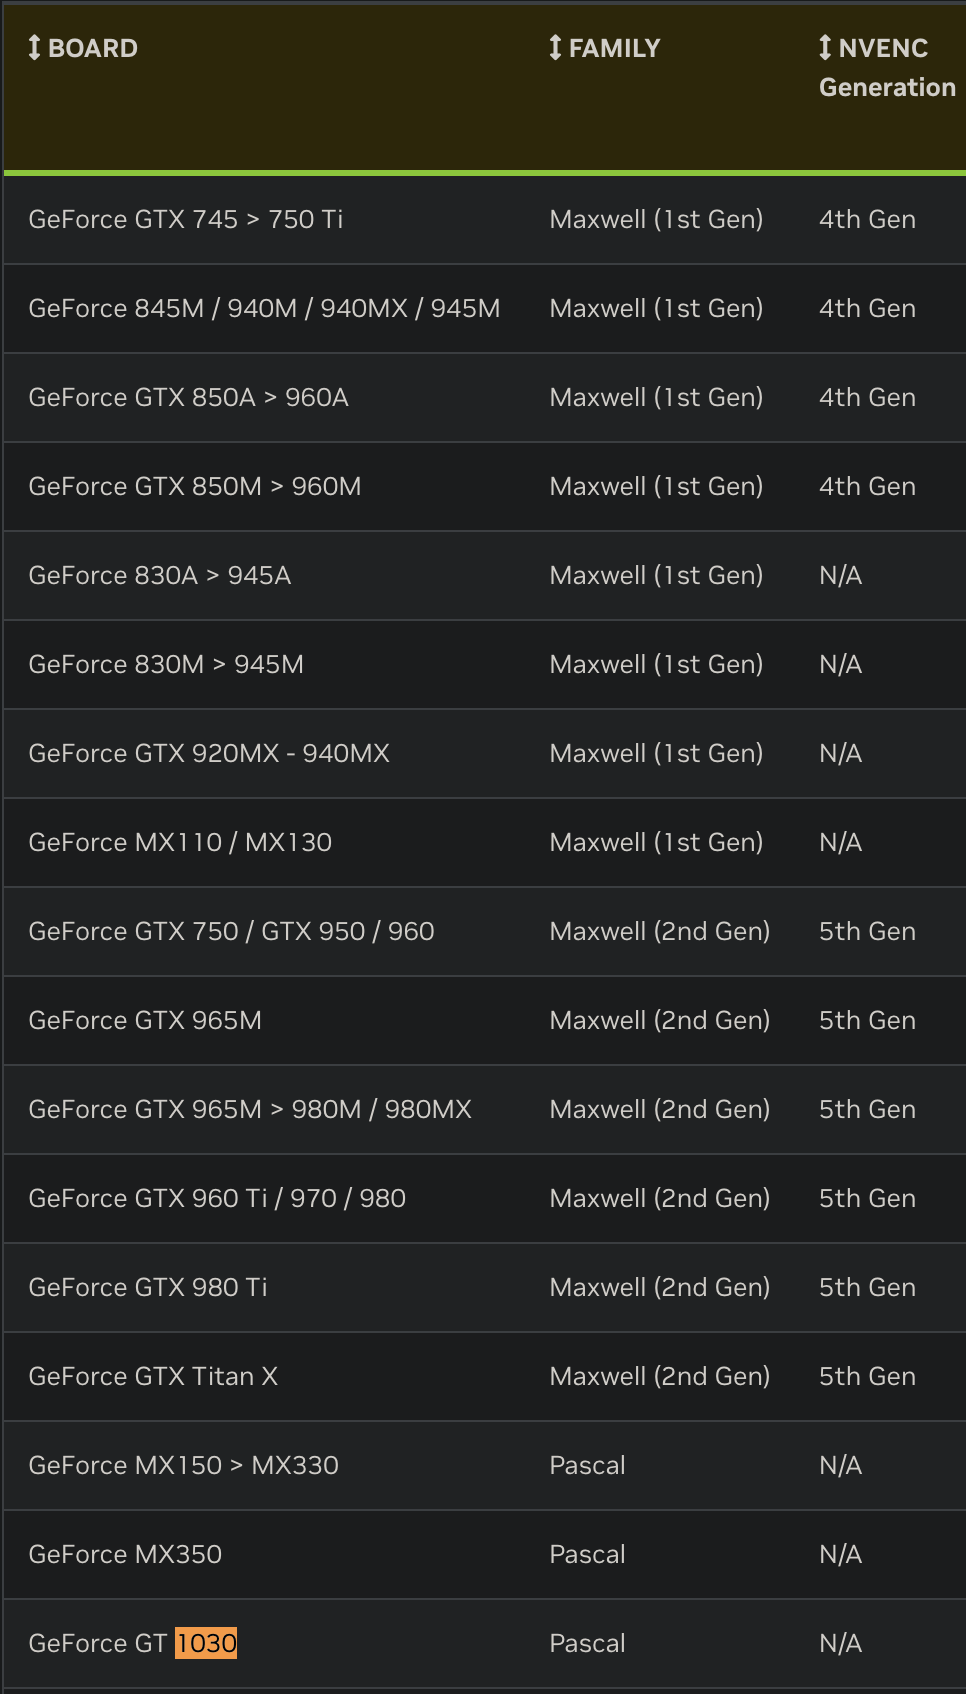 BOARD FAMILY NVENC
Generation
GeForce GTX 745 > 750 Ti Maxwell (1st Gen) 4th Gen
GeForce 845M / 940M / 940MX / 945M Maxwell (1st Gen) 4th Gen
GeForce GTX 850A > 960A Maxwell (1st Gen) 4th Gen
GeForce GTX 850M > 960M Maxwell (1st Gen) 4th Gen
GeForce 830A > 945A Maxwell (1st Gen) N/A
GeForce 830M > 945M Maxwell (1st Gen) N/A
GeForce GTX 920MX - 940MX Maxwell (1st Gen) N/A
GeForce MX110 / MX130 Maxwell (1st Gen) N/A
GeForce GTX 750 / GTX 950 / 960 Maxwell (2nd Gen) 5th Gen
GeForce GTX 965M Maxwell (2nd Gen) 5th Gen
GeForce GTX 965M > 980M / 980MX Maxwell (2nd Gen) 5th Gen
GeForce GTX 960 Ti / 970 / 980 Maxwell (2nd Gen) 5th Gen
GeForce GTX 980 Ti Maxwell (2nd Gen) 5th Gen
GeForce GTX Titan X Maxwell (2nd Gen) 5th Gen
GeForce MX150 > MX330 Pascal N/A
GeForce MX350 Pascal N/A
GeForce GT 1030 Pascal N/A